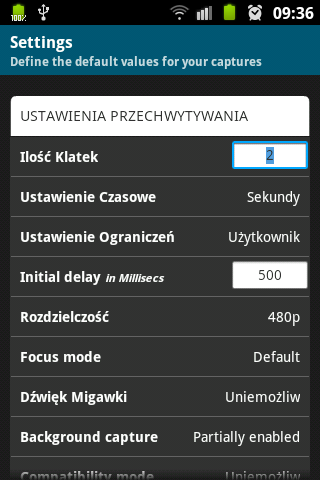 100%
09:36
Settings
Define the default values for your captures
USTAWIENIA PRZECHWYTYWANIA
Ilość Klatek 2
Ustawienie Czasowe Sekundy
Ustawienie Ograniczeń Użytkownik
Initial delay in Millisecs 500
Rozdzielczość 480p
Focus mode Default
Dźwięk Migawki Uniemożliw
Background capture Partially enabled
Compatibility mode Uniemożliw